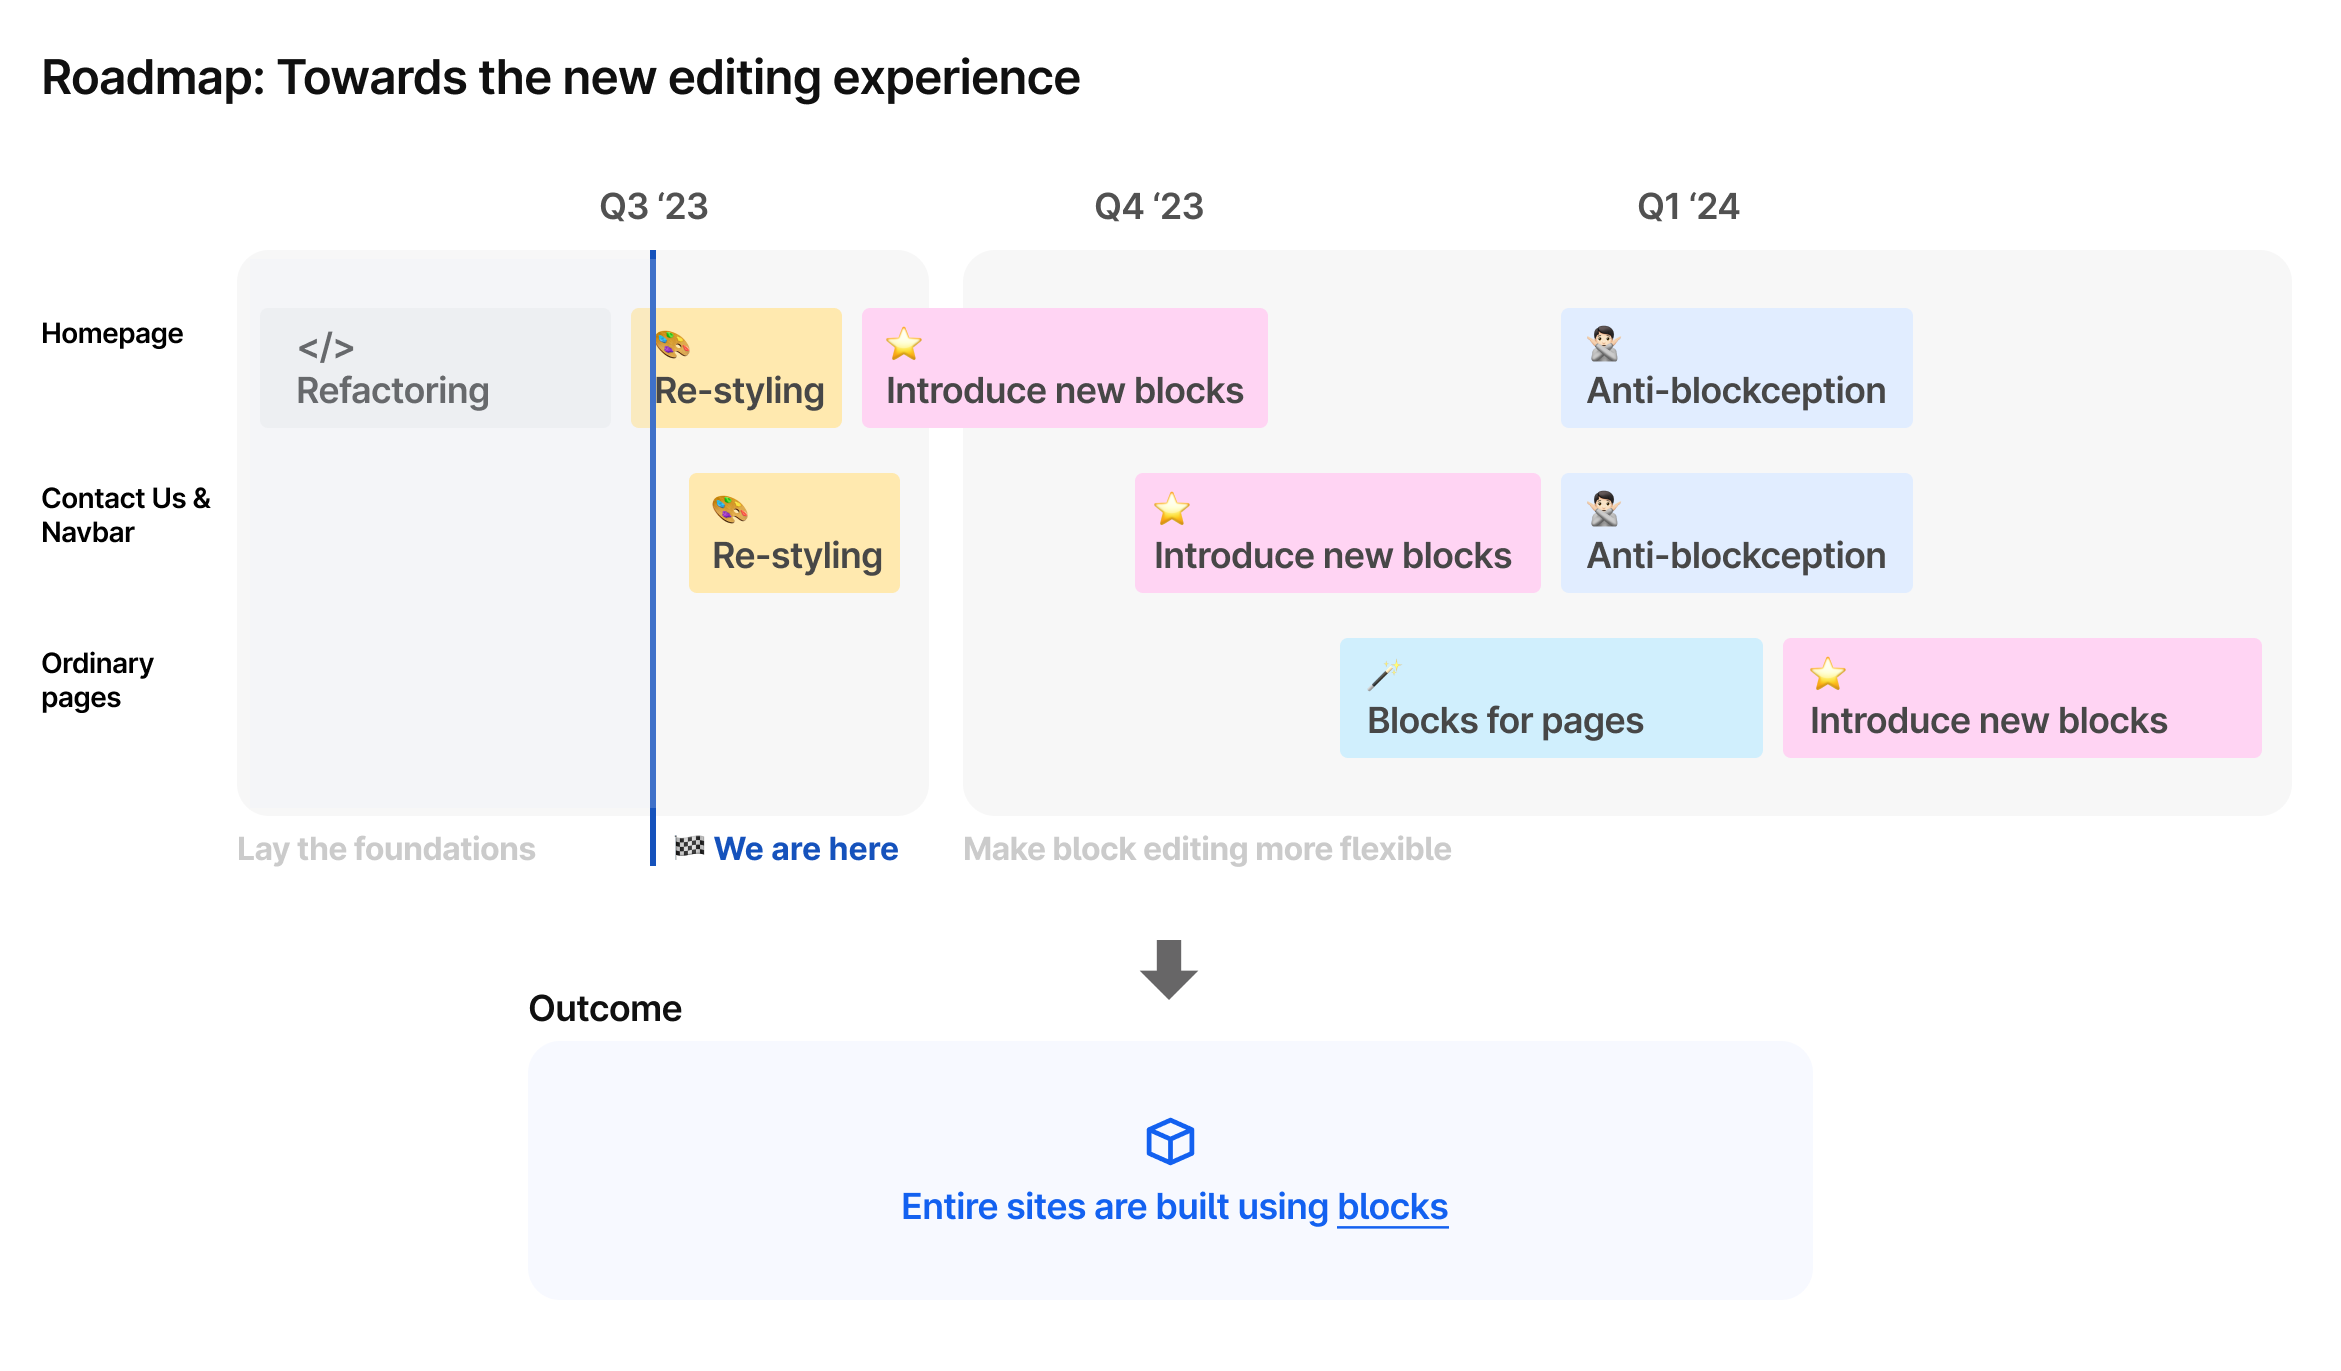 Roadmap: Towards the new editing experience
Q3 ‘23
Q4 ‘23
Q1 ‘24
Homepage
</>
Refactoring
Re-styling
Introduce new blocks
Anti-blockception
Contact Us &
Navbar
Re-styling
Introduce new blocks
Anti-blockception
Ordinary
pages
Blocks for pages
Introduce new blocks
Lay the foundations
We are here
Make block editing more flexible
Outcome
Entire sites are built using blocks